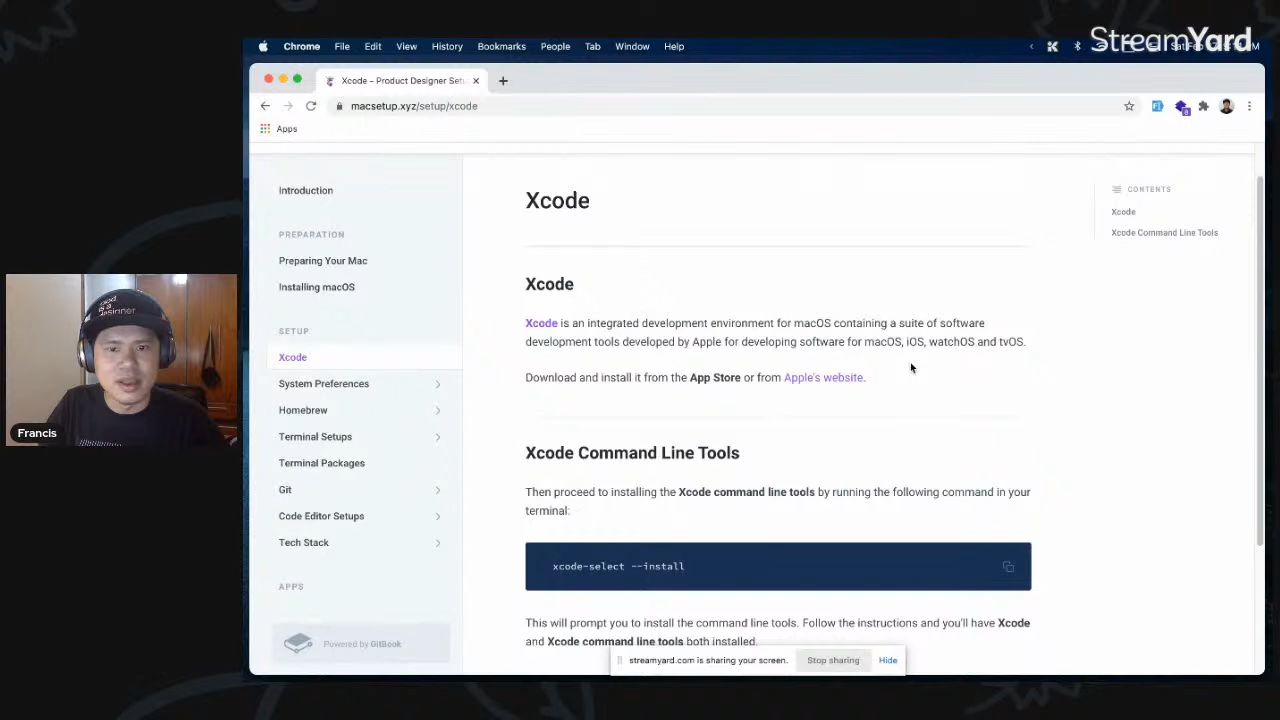 StreamYard
Chrome File Edit View History Bookmarks People Tab Window Help
Xcode - Product Designer Setu
macsetup.xyz/setup/xcode
Apps
Introduction
PREPARATION
Preparing Your Mac
Installing macOS
SETUP
Xcode
System Preferences
Homebrew
Terminal Setups
Terminal Packages
Git
Code Editor Setups
Tech Stack
APPS
Powered by GitBook
Xcode
Xcode
Xcode is an integrated development environment for macOS containing a suite of software
development tools developed by Apple for developing software for macOS, iOS, watchOS and tvOS.
Download and install it from the App Store or from Apple's website.
Xcode Command Line Tools
Then proceed to installing the Xcode command line tools by running the following command in your
terminal:
xcode-select --install
This will prompt you to install the command line tools. Follow the instructions and you'll have Xcode
and Xcode command line tools both installed.
CONTENTS
Xcode
Xcode Command Line Tools
streamyard.com is sharing your screen. Stop sharing Hide
Francis
is a
designer